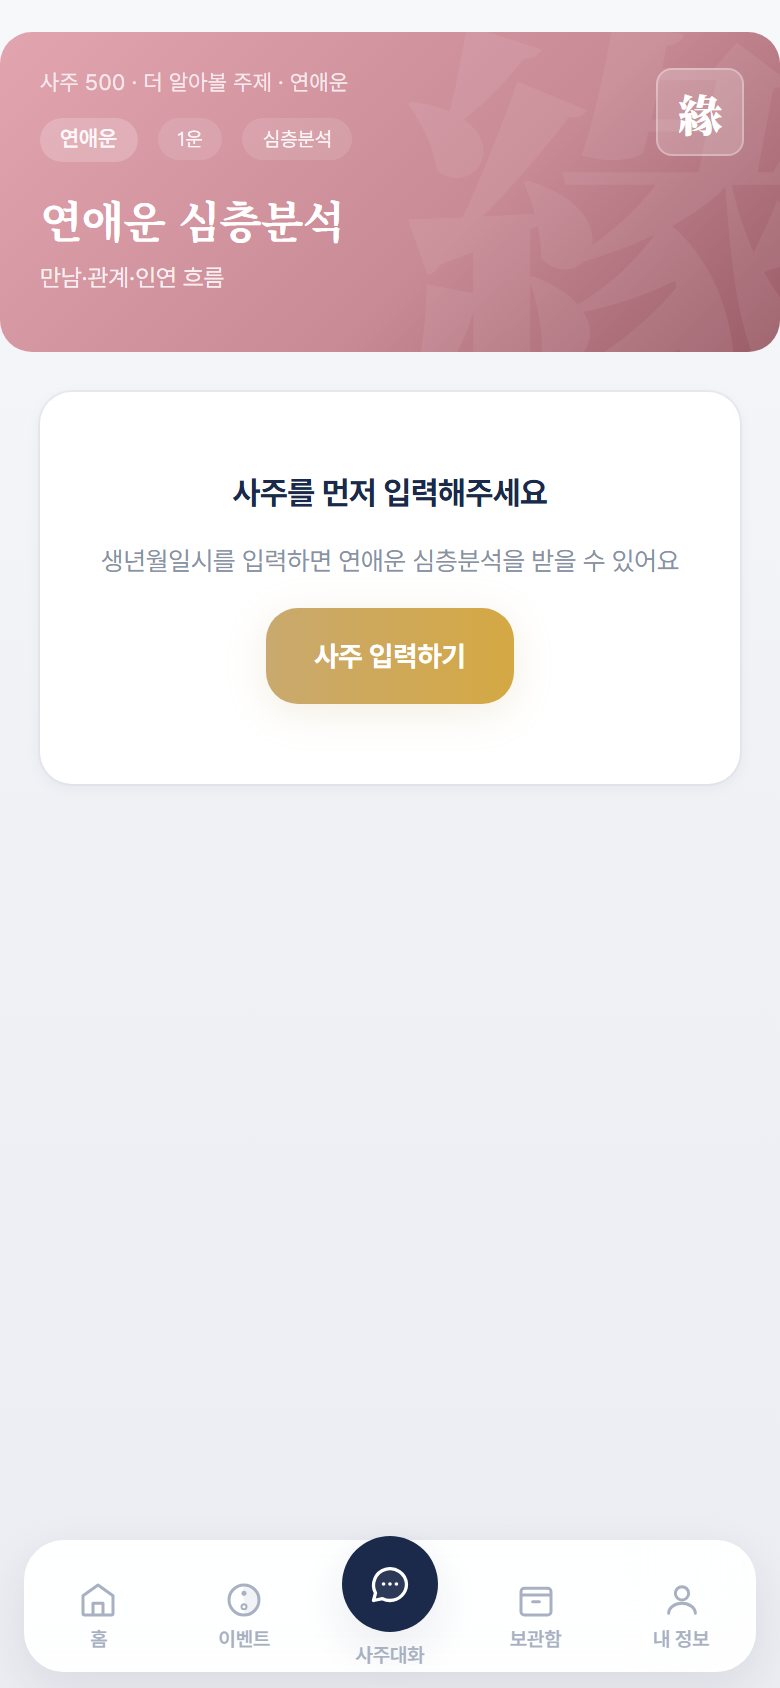 사주 500 · 더 알아볼 주제 · 연애운
緣
연애운 1운 심층분석
연애운 심층분석
만남·관계·인연 흐름
사주를 먼저 입력해주세요
생년월일시를 입력하면 연애운 심층분석을 받을 수 있어요
사주 입력하기
홈 이벤트 사주대화 보관함 내 정보